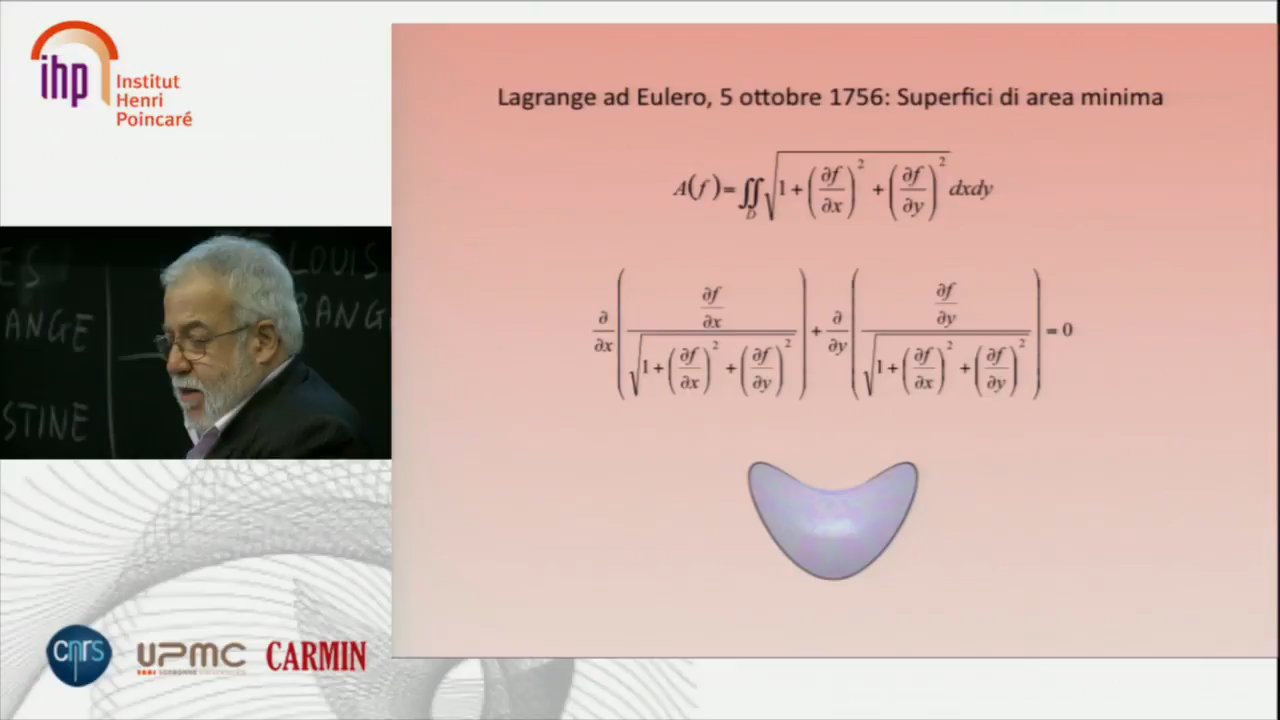 ihp
Institut
Henri
Poincaré
Lagrange ad Eulero, 5 ottobre 1756: Superfici di area minima
A(f)=∬_D √(1+(∂f/∂x)²+(∂f/∂y)²) dxdy
∂/∂x((∂f/∂x)/√(1+(∂f/∂x)²+(∂f/∂y)²))+∂/∂y((∂f/∂y)/√(1+(∂f/∂x)²+(∂f/∂y)²))=0
ES
LOUIS
ANGE
RANG
STINE
cnrs
UPMC
CARMIN